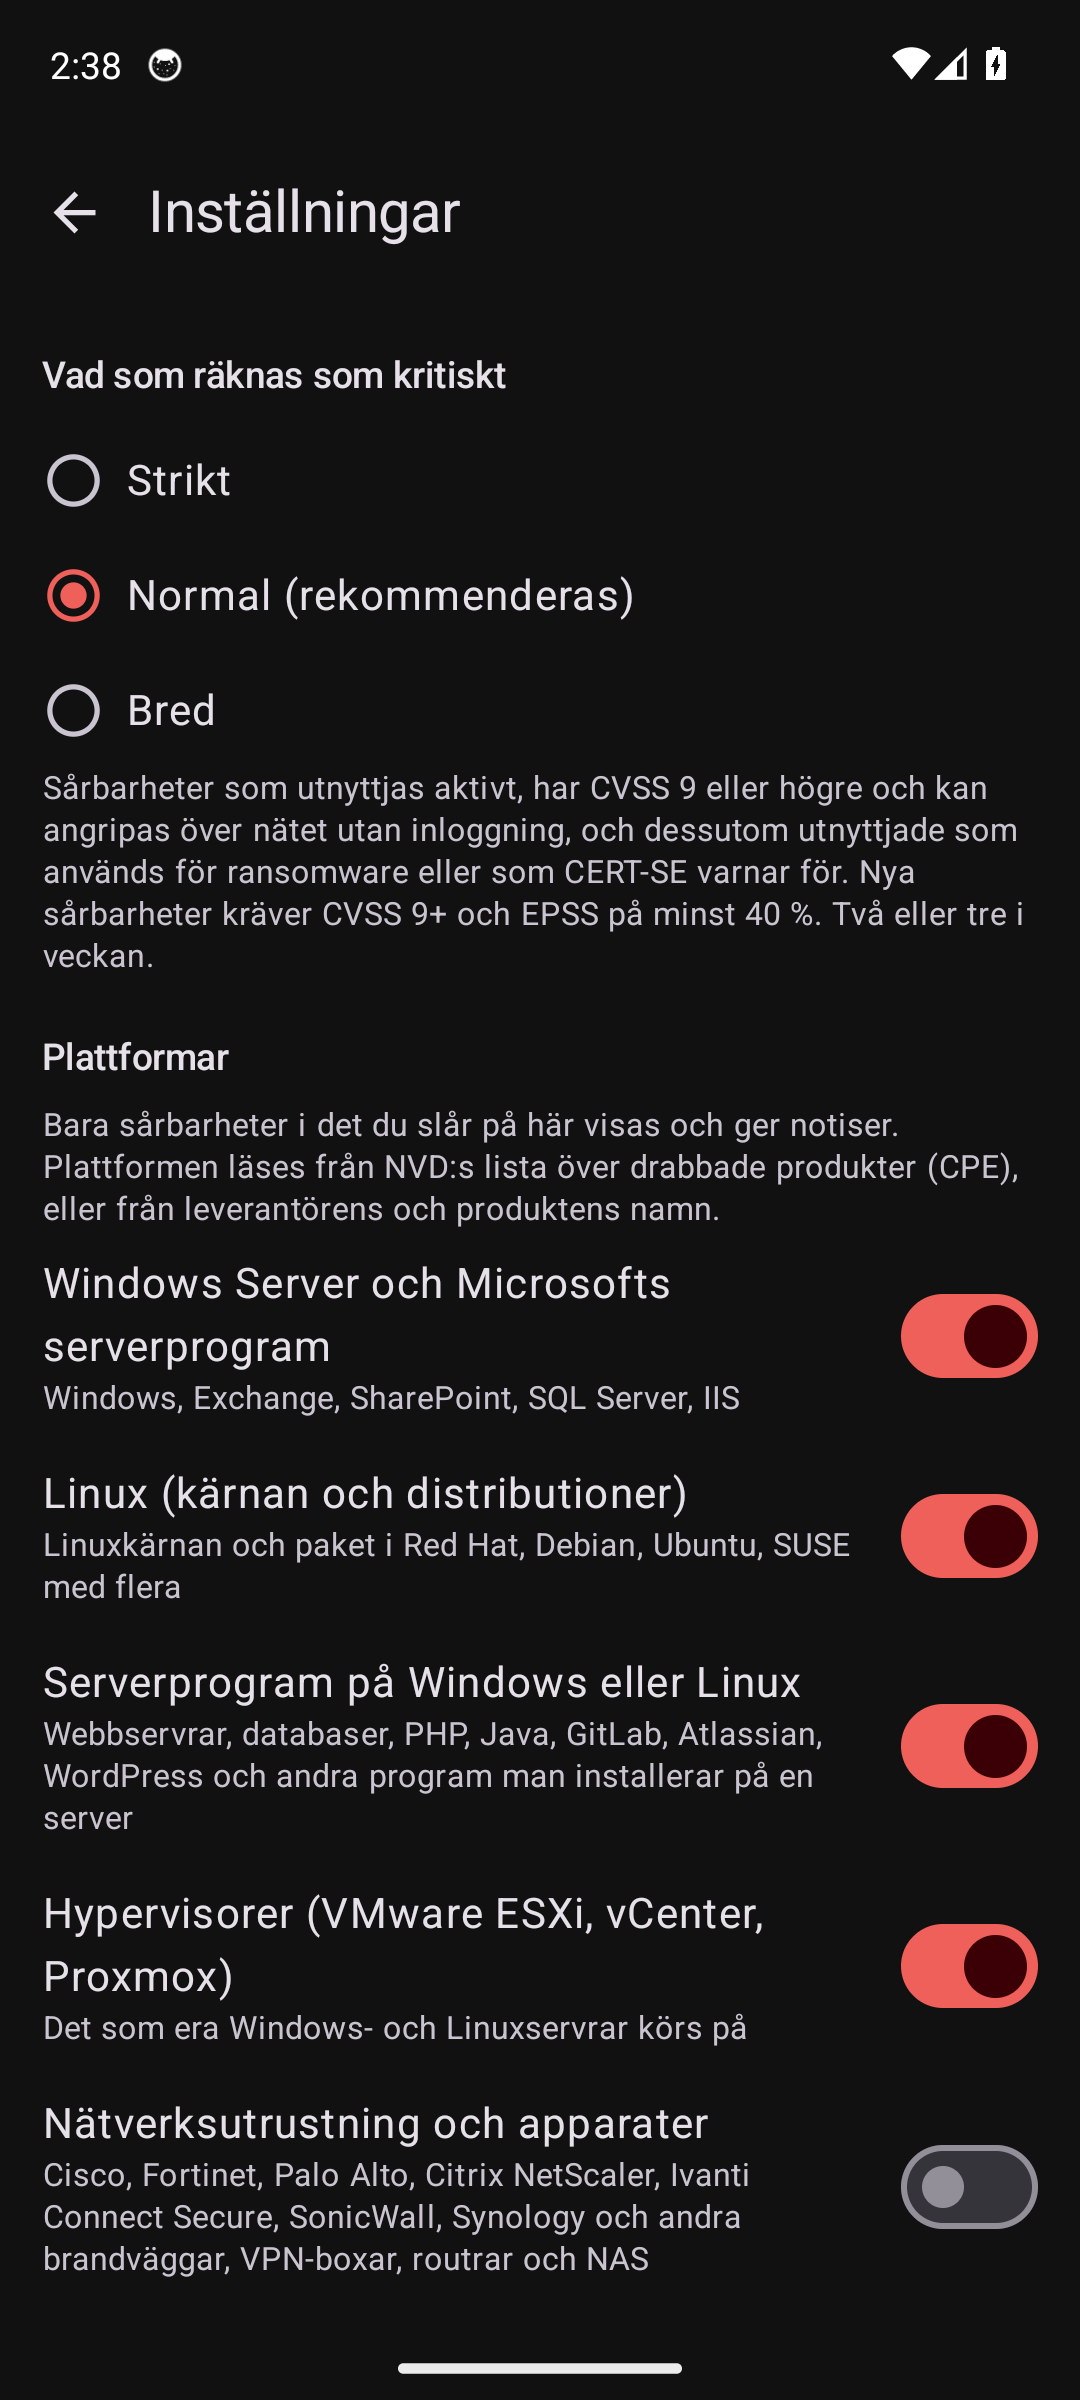 2:38
Inställningar
Vad som räknas som kritiskt
Strikt
Normal (rekommenderas)
Bred
Sårbarheter som utnyttjas aktivt, har CVSS 9 eller högre och kan
angripas över nätet utan inloggning, och dessutom utnyttjade som
används för ransomware eller som CERT-SE varnar för. Nya
sårbarheter kräver CVSS 9+ och EPSS på minst 40 %. Två eller tre i
veckan.
Plattformar
Bara sårbarheter i det du slår på här visas och ger notiser.
Plattformen läses från NVD:s lista över drabbade produkter (CPE),
eller från leverantörens och produktens namn.
Windows Server och Microsofts
serverprogram
Windows, Exchange, SharePoint, SQL Server, IIS
Linux (kärnan och distributioner)
Linuxkärnan och paket i Red Hat, Debian, Ubuntu, SUSE
med flera
Serverprogram på Windows eller Linux
Webbservrar, databaser, PHP, Java, GitLab, Atlassian,
WordPress och andra program man installerar på en
server
Hypervisorer (VMware ESXi, vCenter,
Proxmox)
Det som era Windows- och Linuxservrar körs på
Nätverksutrustning och apparater
Cisco, Fortinet, Palo Alto, Citrix NetScaler, Ivanti
Connect Secure, SonicWall, Synology och andra
brandväggar, VPN-boxar, routrar och NAS